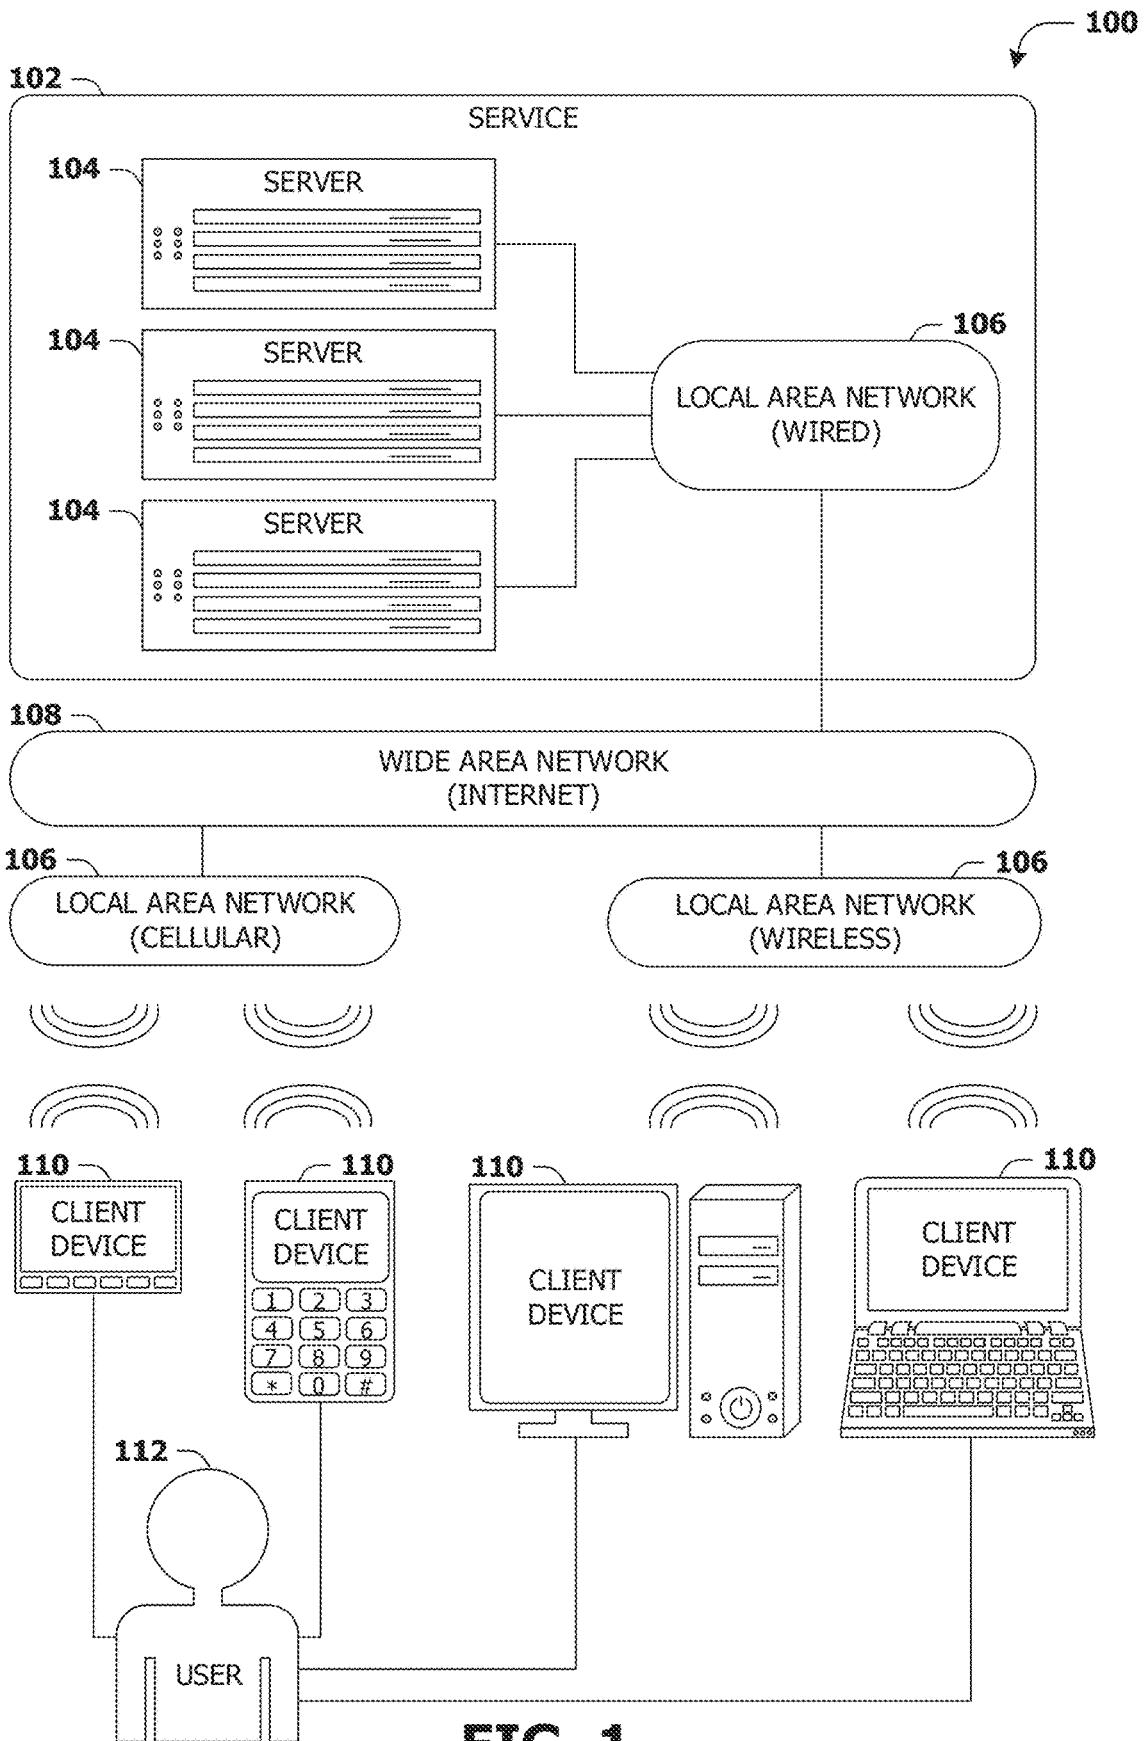 100
102
SERVICE
104
SERVER
104
SERVER
106
LOCAL AREA NETWORK
(WIRED)
104
SERVER
108
WIDE AREA NETWORK
(INTERNET)
106
LOCAL AREA NETWORK
(CELLULAR)
106
LOCAL AREA NETWORK
(WIRELESS)
110
CLIENT
DEVICE
110
CLIENT
DEVICE
1 2 3
4 5 6
7 8 9
* 0 #
110
CLIENT
DEVICE
110
CLIENT
DEVICE
112
USER
FIG. 1